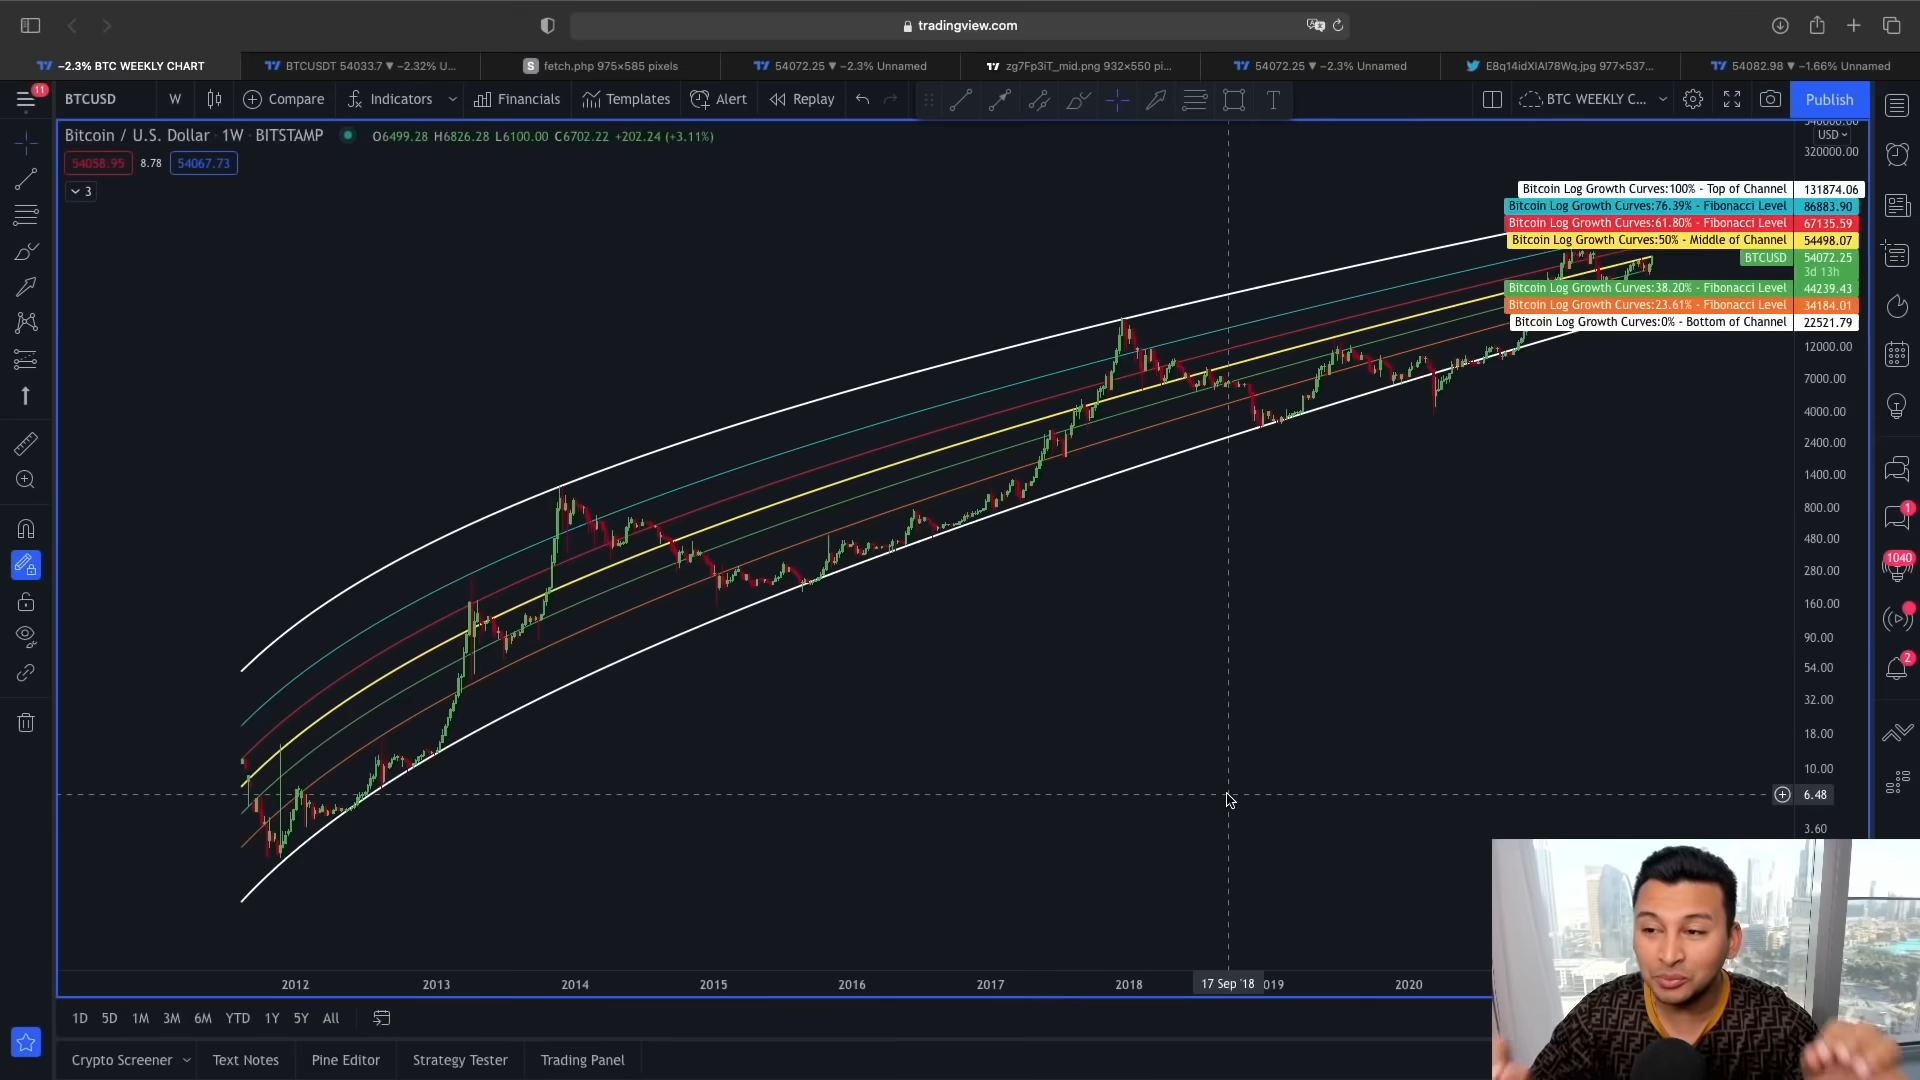 tradingview.com
−2.3% BTC WEEKLY CHART
BTCUSDT 54033.7 ▼ −2.32% U...
S fetch.php 975×585 pixels
54072.25 ▼ −2.3% Unnamed
zg7Fp3iT_mid.png 932×550 pi...
54072.25 ▼ −2.3% Unnamed
E8q14idXIAI78Wq.jpg 977×537...
54082.98 ▼ −1.66% Unnamed
11
BTCUSD
W
Compare
Indicators
Financials
Templates
Alert
Replay
T
BTC WEEKLY C...
Publish
Bitcoin / U.S. Dollar · 1W · BITSTAMP
O6499.28 H6826.28 L6100.00 C6702.22 +202.24 (+3.11%)
USD
54058.95 8.78 54067.73
320000.00
3
Bitcoin Log Growth Curves:100% - Top of Channel 131874.06
Bitcoin Log Growth Curves:76.39% - Fibonacci Level 86883.90
Bitcoin Log Growth Curves:61.80% - Fibonacci Level 67135.59
Bitcoin Log Growth Curves:50% - Middle of Channel 54498.07
BTCUSD 54072.25
3d 13h
Bitcoin Log Growth Curves:38.20% - Fibonacci Level 44239.43
Bitcoin Log Growth Curves:23.61% - Fibonacci Level 34184.01
Bitcoin Log Growth Curves:0% - Bottom of Channel 22521.79
12000.00
7000.00
4000.00
2400.00
1400.00
800.00
1
480.00
1040
280.00
160.00
90.00
2
54.00
32.00
18.00
10.00
6.48
3.60
2012 2013 2014 2015 2016 2017 2018 17 Sep '18 019 2020
1D 5D 1M 3M 6M YTD 1Y 5Y All
Crypto Screener Text Notes Pine Editor Strategy Tester Trading Panel